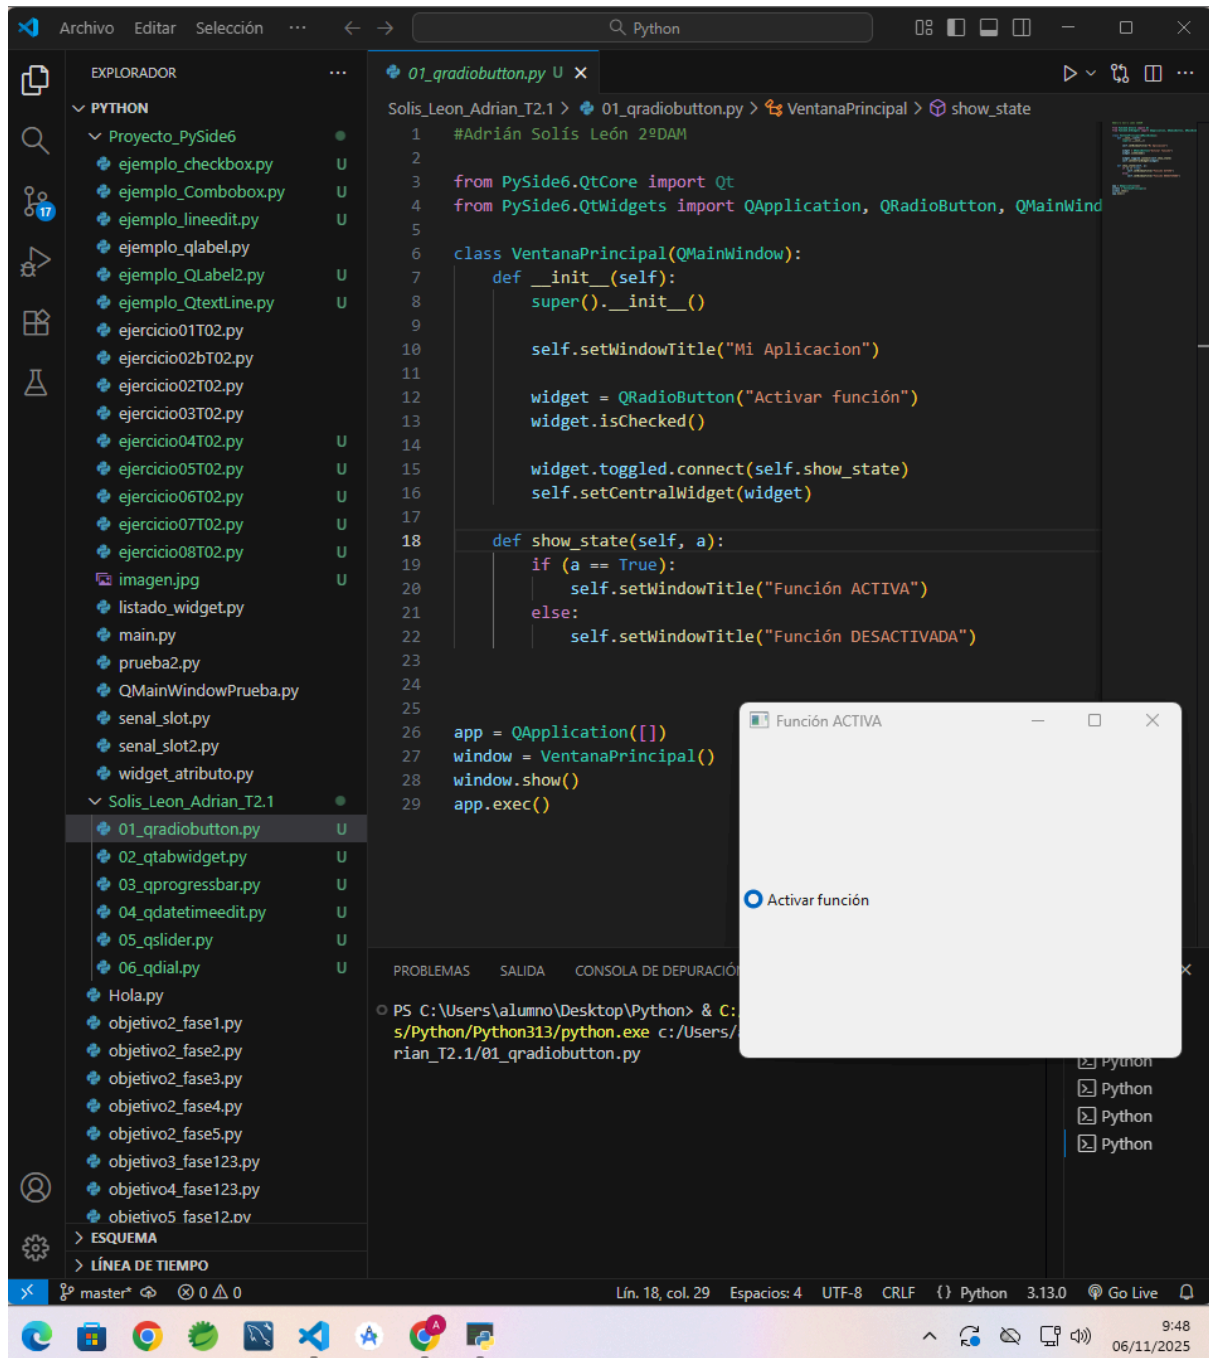 Archivo Editar Selección ··· Python
EXPLORADOR ···
PYTHON
Proyecto_PySide6
ejemplo_checkbox.py U
ejemplo_Combobox.py U
ejemplo_lineedit.py U
ejemplo_qlabel.py
ejemplo_QLabel2.py U
ejemplo_QtextLine.py U
ejercicio01T02.py
ejercicio02bT02.py
ejercicio02T02.py
ejercicio03T02.py
ejercicio04T02.py U
ejercicio05T02.py U
ejercicio06T02.py U
ejercicio07T02.py U
ejercicio08T02.py U
imagen.jpg U
listado_widget.py
main.py
prueba2.py
QMainWindowPrueba.py
senal_slot.py
senal_slot2.py
widget_atributo.py
Solis_Leon_Adrian_T2.1
01_qradiobutton.py U
02_qtabwidget.py U
03_qprogressbar.py U
04_qdatetimeedit.py U
05_qslider.py U
06_qdial.py U
Hola.py
objetivo2_fase1.py
objetivo2_fase2.py
objetivo2_fase3.py
objetivo2_fase4.py
objetivo2_fase5.py
objetivo3_fase123.py
objetivo4_fase123.py
objetivo5_fase12.py
ESQUEMA
LÍNEA DE TIEMPO
17
01_qradiobutton.py U
Solis_Leon_Adrian_T2.1 > 01_qradiobutton.py > VentanaPrincipal > show_state
1 #Adrián Solís León 2ºDAM
2
3 from PySide6.QtCore import Qt
4 from PySide6.QtWidgets import QApplication, QRadioButton, QMainWind
5
6 class VentanaPrincipal(QMainWindow):
7 def __init__(self):
8 super().__init__()
9
10 self.setWindowTitle("Mi Aplicacion")
11
12 widget = QRadioButton("Activar función")
13 widget.isChecked()
14
15 widget.toggled.connect(self.show_state)
16 self.setCentralWidget(widget)
17
18 def show_state(self, a):
19 if (a == True):
20 self.setWindowTitle("Función ACTIVA")
21 else:
22 self.setWindowTitle("Función DESACTIVADA")
23
24
25
26 app = QApplication([])
27 window = VentanaPrincipal()
28 window.show()
29 app.exec()
Función ACTIVA
Activar función
PROBLEMAS SALIDA CONSOLA DE DEPURACIÓ
PS C:\Users\alumno\Desktop\Python> & C:
s/Python/Python313/python.exe c:/Users/
rian_T2.1/01_qradiobutton.py
Python
Python
Python
Python
master* 0 0 Lín. 18, col. 29 Espacios: 4 UTF-8 CRLF {} Python 3.13.0 Go Live
A
9:48
06/11/2025